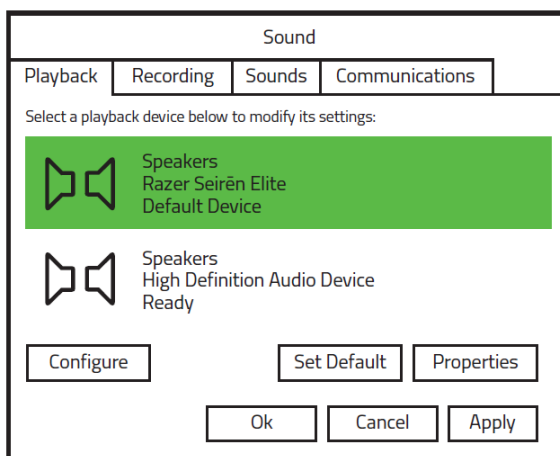 Sound
Playback Recording Sounds Communications
Select a playback device below to modify its settings:
Speakers
Razer Seirēn Elite
Default Device
Speakers
High Definition Audio Device
Ready
Configure Set Default Properties
Ok Cancel Apply